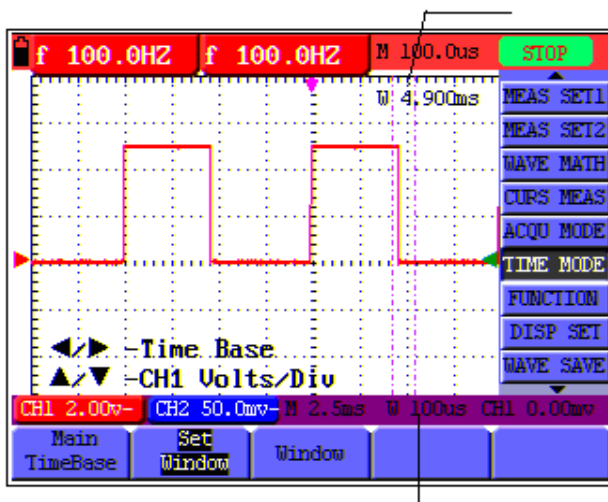 f 100.0HZ f 100.0HZ M 100.0us STOP
W 4.900ms
MEAS SET1
MEAS SET2
WAVE MATH
CURS MEAS
ACQU MODE
TIME MODE
FUNCTION
DISP SET
WAVE SAVE
◀/▶ -Time Base
▲/▼ -CH1 Volts/Div
CH1 2.00v- CH2 50.0mv- M 2.5ms W 100us CH1 0.00mv
Main TimeBase
Set Window
Window